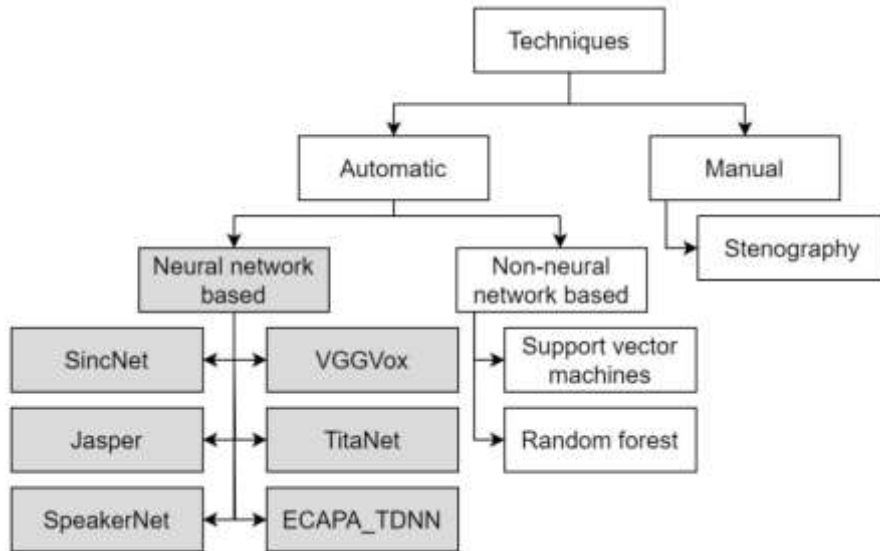 Techniques
Automatic
Manual
Stenography
Neural network
based
Non-neural
network based
SincNet
VGGVox
Support vector
machines
Jasper
TitaNet
Random forest
SpeakerNet
ECAPA_TDNN